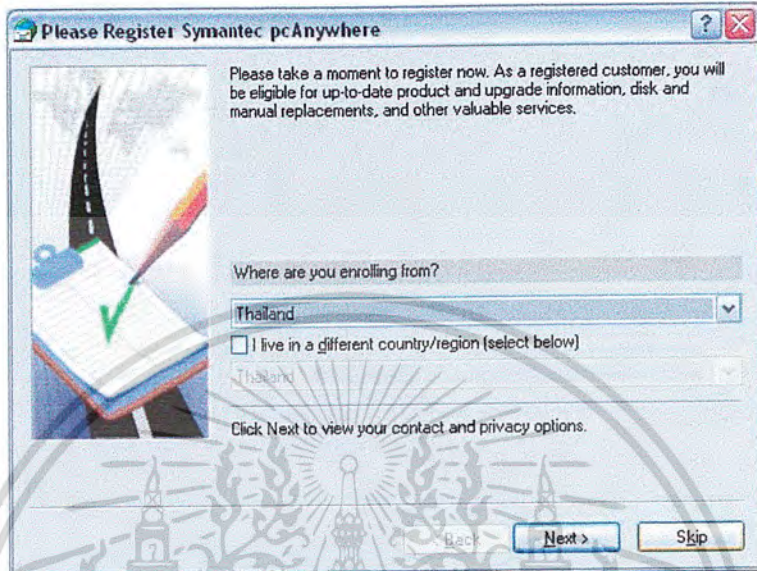 Please Register Symantec pcAnywhere
Please take a moment to register now. As a registered customer, you will
be eligible for up-to-date product and upgrade information, disk and
manual replacements, and other valuable services.
Where are you enrolling from?
Thailand
I live in a different country/region (select below)
Thailand
Click Next to view your contact and privacy options.
Back
Next >
Skip